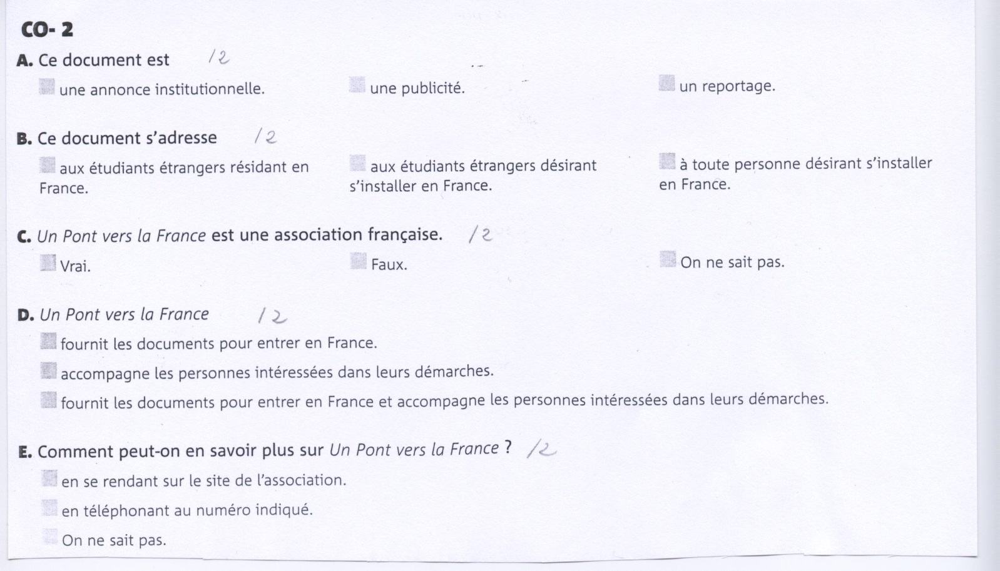 CO- 2
A. Ce document est /2
une annonce institutionnelle. une publicité. un reportage.
B. Ce document s’adresse /2
aux étudiants étrangers résidant en aux étudiants étrangers désirant à toute personne désirant s’installer
France. s’installer en France. en France.
C. Un Pont vers la France est une association française. /2
Vrai. Faux. On ne sait pas.
D. Un Pont vers la France /2
fournit les documents pour entrer en France.
accompagne les personnes intéressées dans leurs démarches.
fournit les documents pour entrer en France et accompagne les personnes intéressées dans leurs démarches.
E. Comment peut-on en savoir plus sur Un Pont vers la France ? /2
en se rendant sur le site de l’association.
en téléphonant au numéro indiqué.
On ne sait pas.